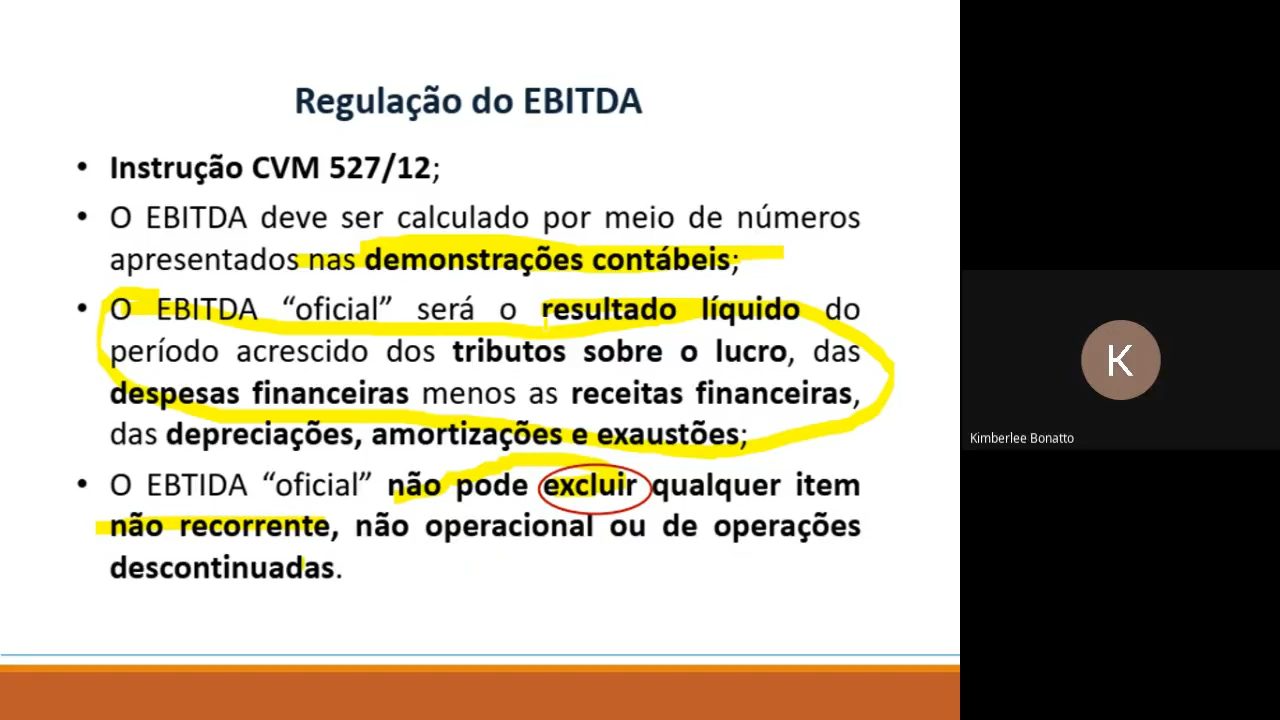 Regulação do EBITDA
• Instrução CVM 527/12;
• O EBITDA deve ser calculado por meio de números
apresentados nas demonstrações contábeis;
• O EBITDA “oficial” será o resultado líquido do
período acrescido dos tributos sobre o lucro, das
despesas financeiras menos as receitas financeiras,
das depreciações, amortizações e exaustões;
• O EBTIDA “oficial” não pode excluir qualquer item
não recorrente, não operacional ou de operações
descontinuadas.
K
Kimberlee Bonatto